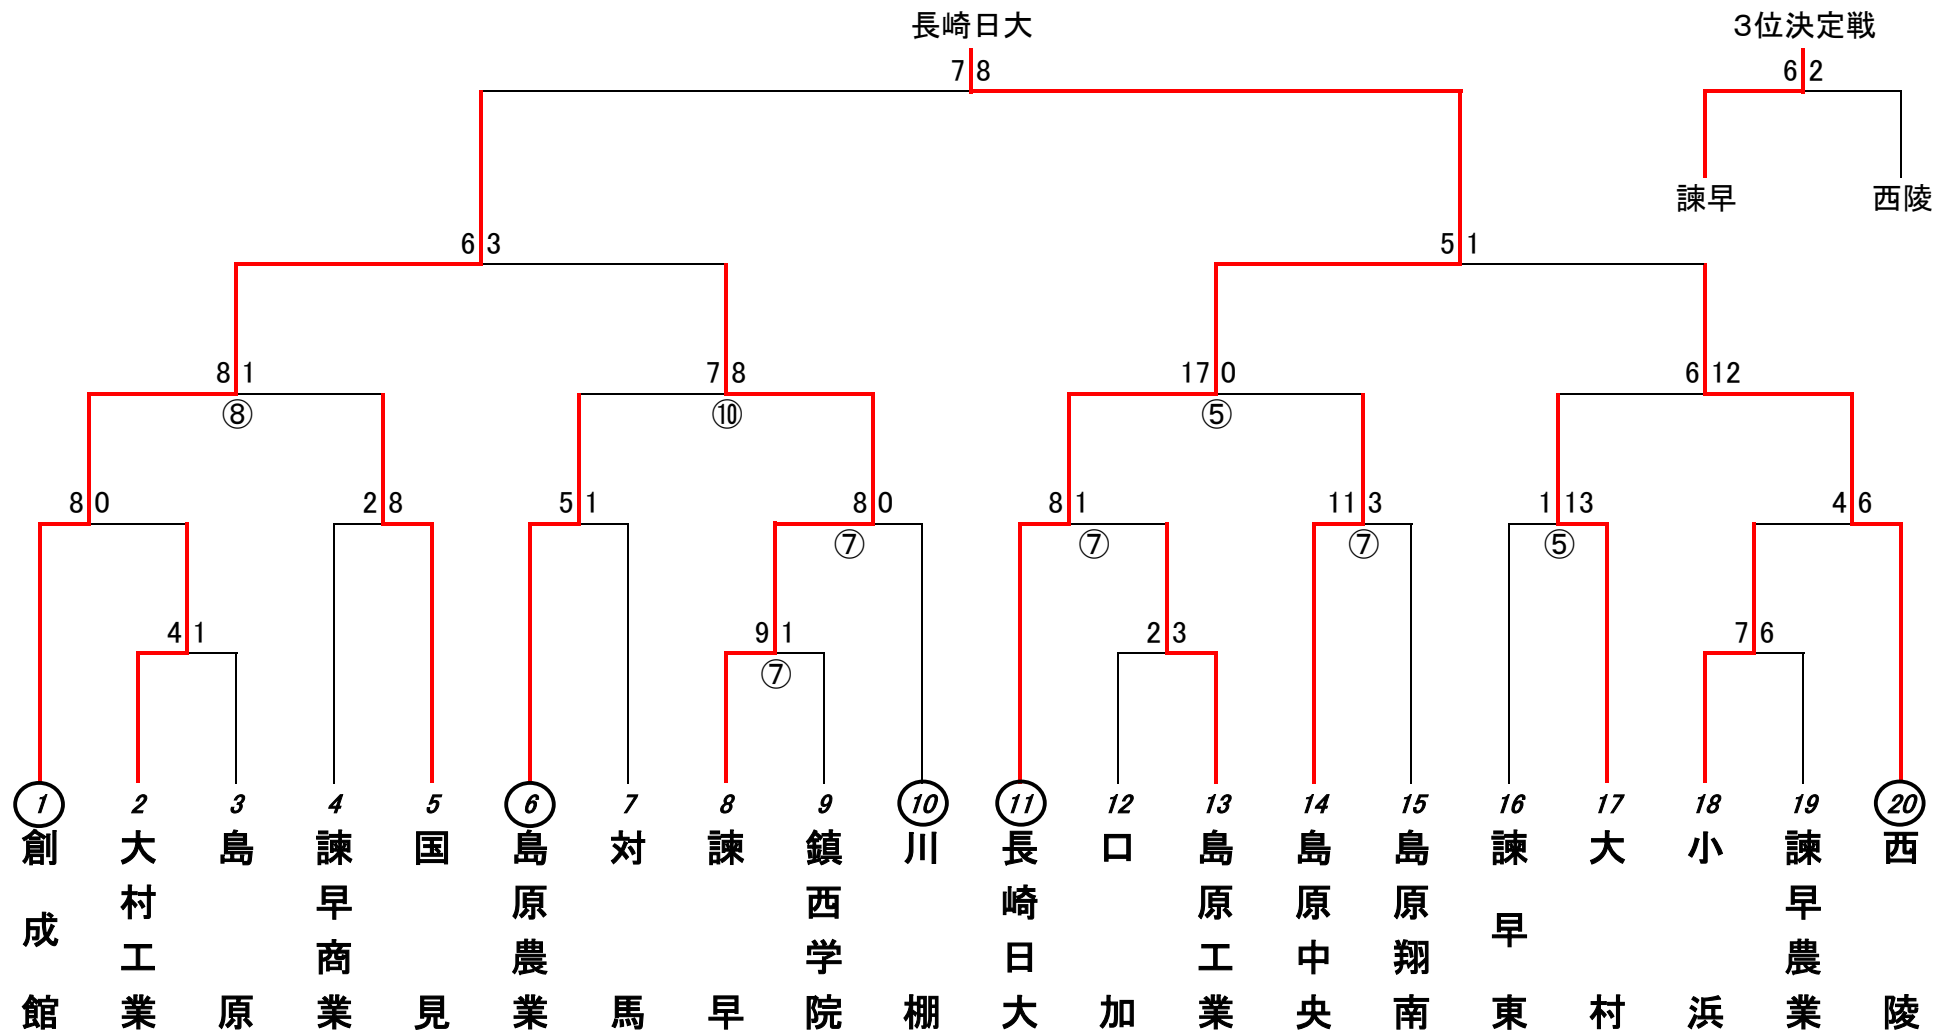 長崎日大 3位決定戦
7 8 6 2
諫早 西陵
6 3 5 1
8 1 7 8 17 0 6 12
⑧ ⑩ ⑤
8 0 2 8 5 1 8 0 8 1 11 3 1 13 4 6
⑦ ⑦ ⑦ ⑤
4 1 9 1 2 3 7 6
⑦
1 2 3 4 5 6 7 8 9 10 11 12 13 14 15 16 17 18 19 20
創成館
大村工業
島原
諫早商業
国見
島原農業
対馬
諫早
鎮西学院
川棚
長崎日大
口加
島原工業
島原中央
島原翔南
諫早東
大村
小浜
諫早農業
西陵